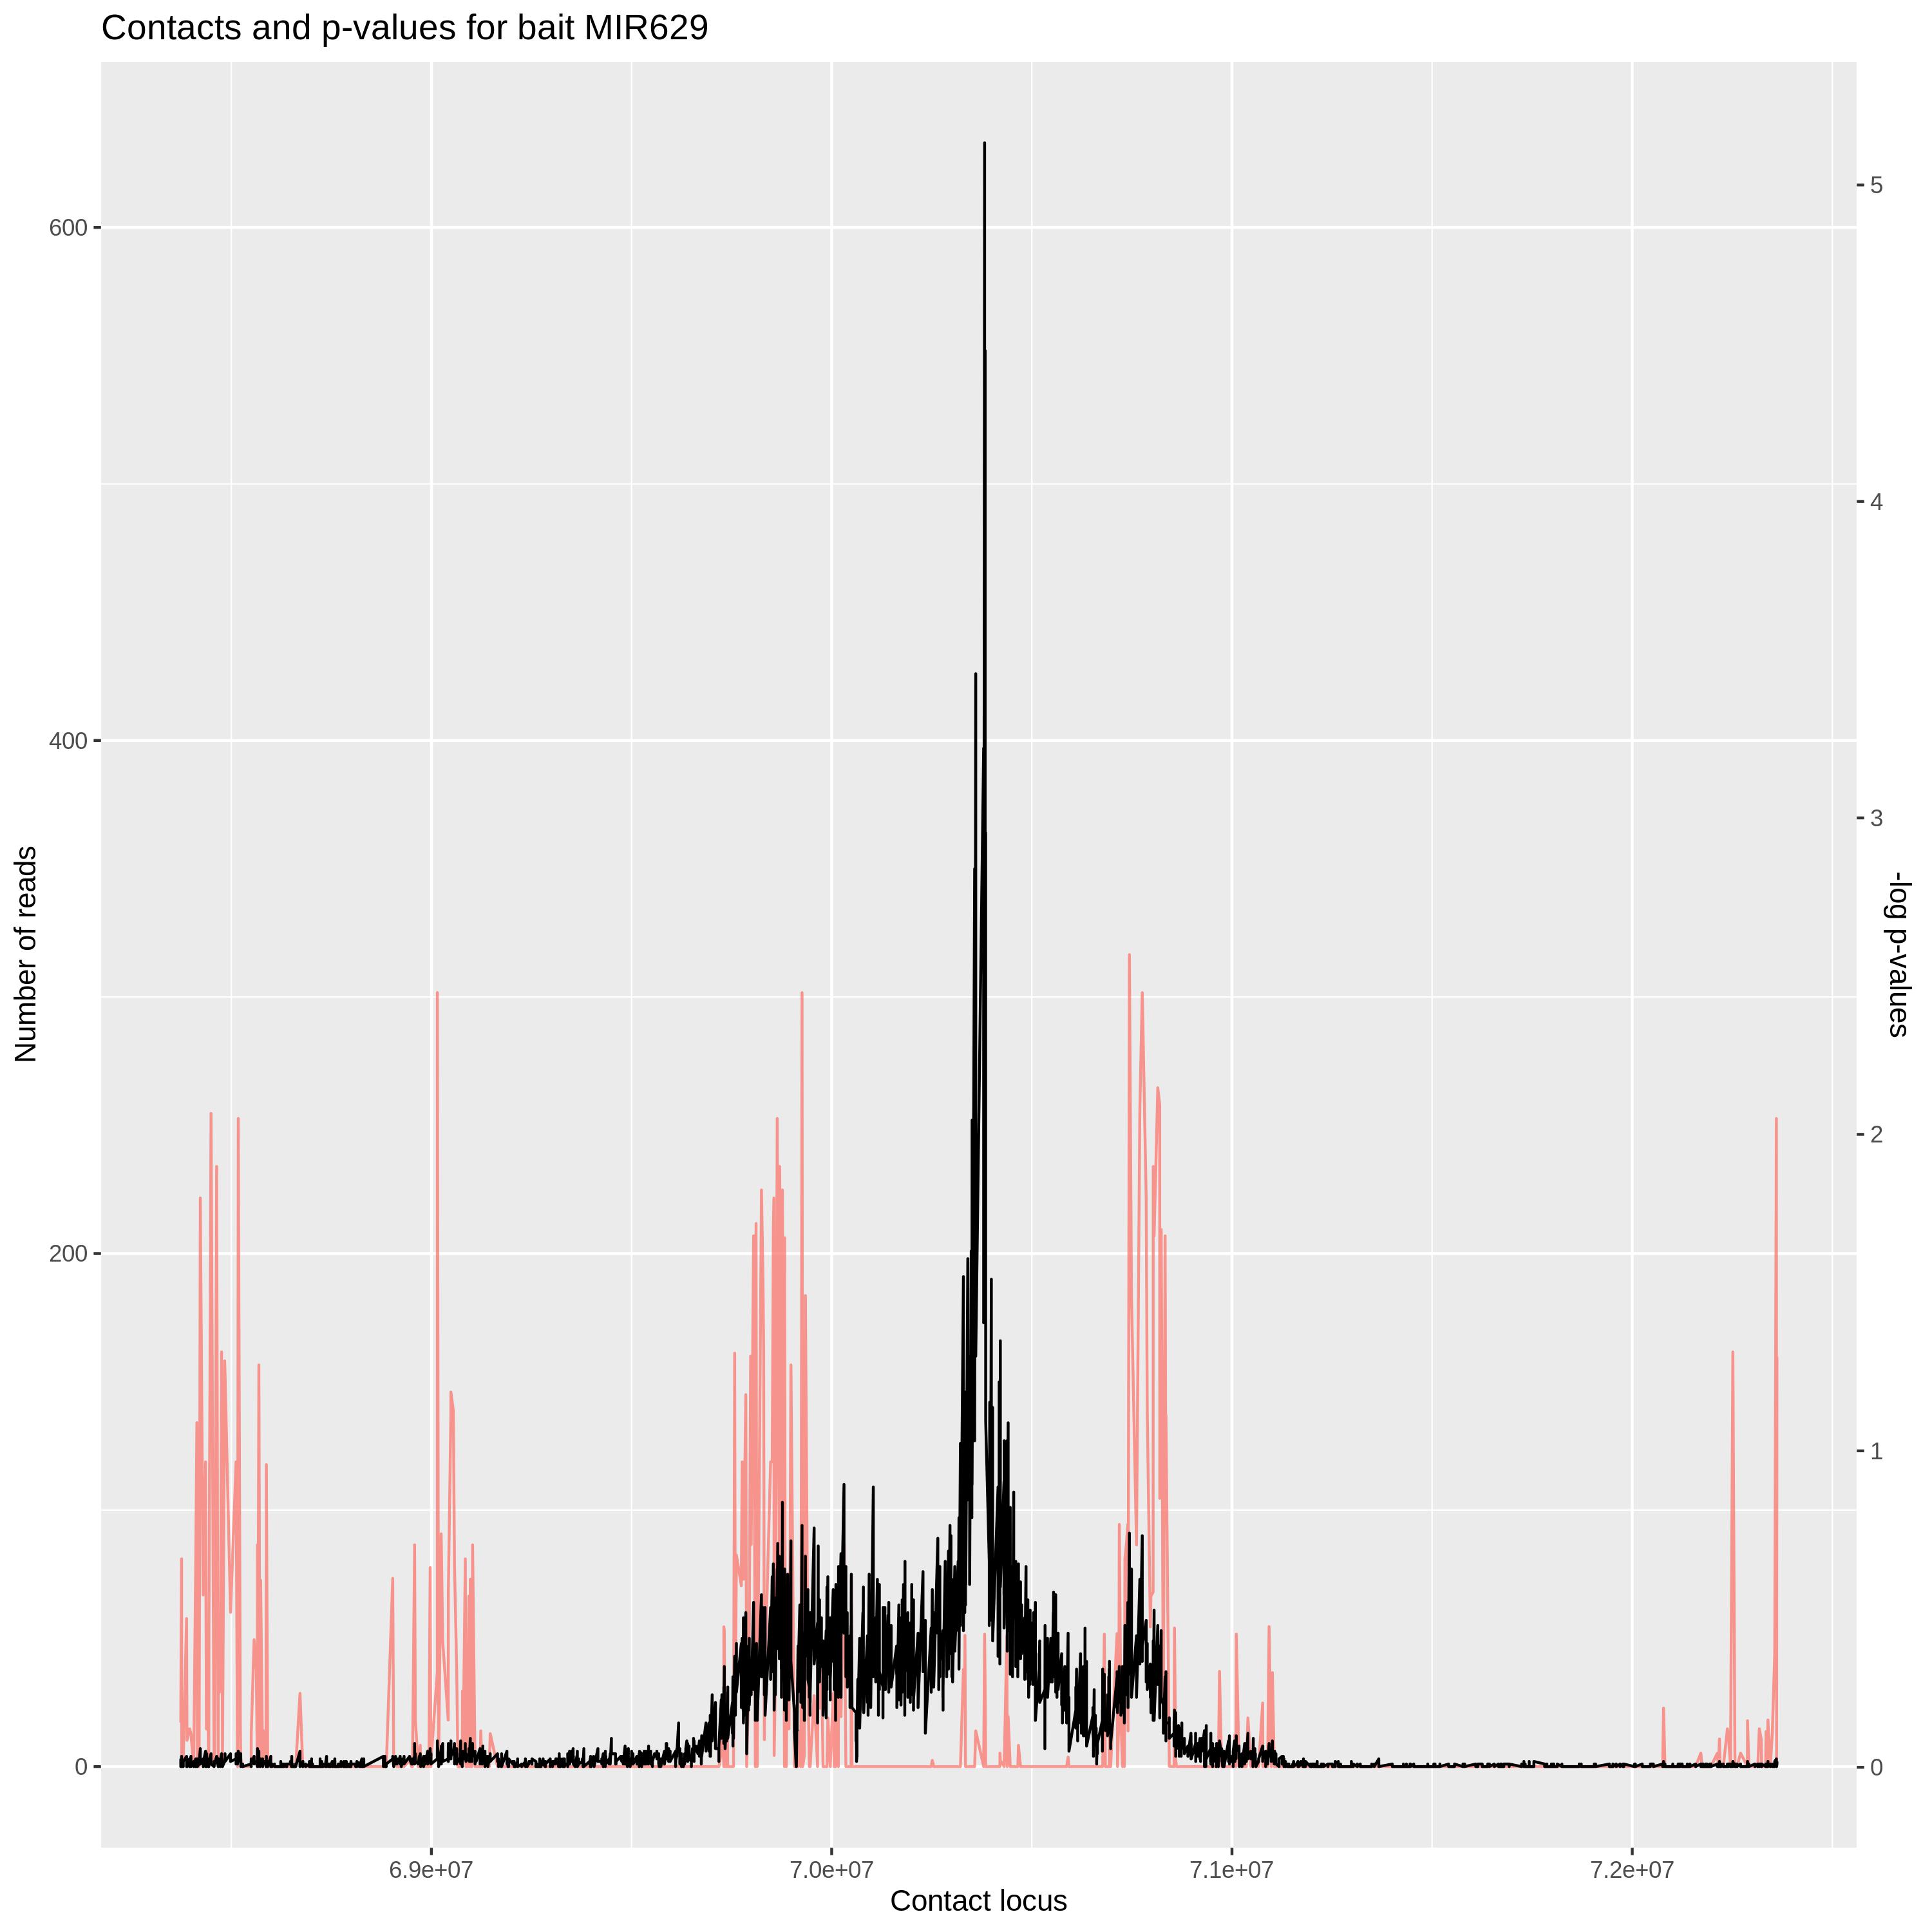 Contacts and p-values for bait MIR629
600
400
200
0
Number of reads
5
4
3
2
1
0
-log p-values
6.9e+07
7.0e+07
7.1e+07
7.2e+07
Contact locus